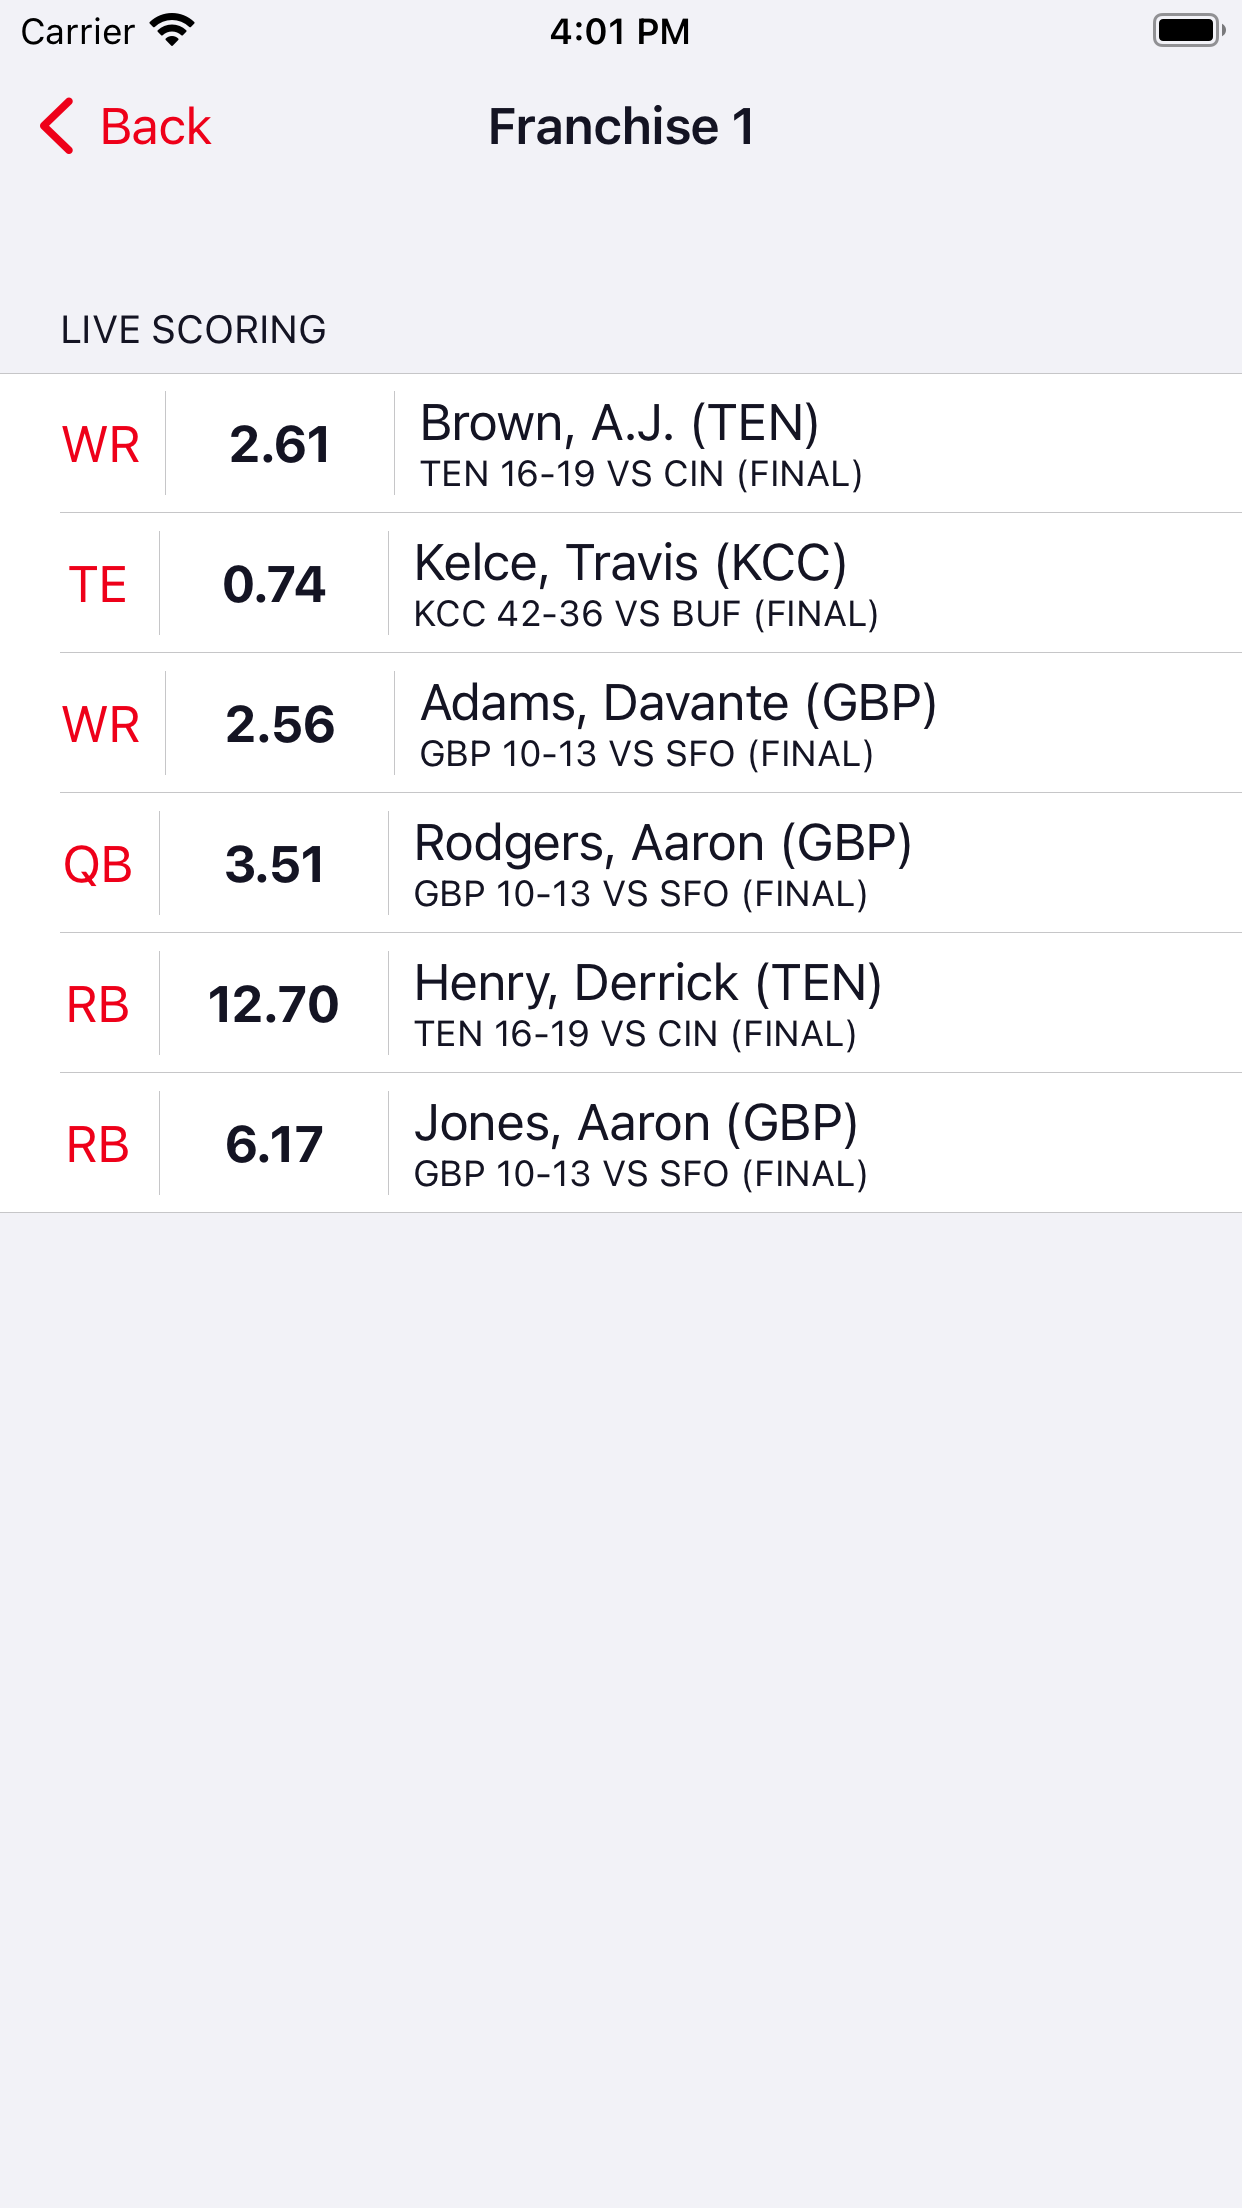 Carrier 4:01 PM
Back Franchise 1
LIVE SCORING
WR 2.61 Brown, A.J. (TEN)
TEN 16-19 VS CIN (FINAL)
TE 0.74 Kelce, Travis (KCC)
KCC 42-36 VS BUF (FINAL)
WR 2.56 Adams, Davante (GBP)
GBP 10-13 VS SFO (FINAL)
QB 3.51 Rodgers, Aaron (GBP)
GBP 10-13 VS SFO (FINAL)
RB 12.70 Henry, Derrick (TEN)
TEN 16-19 VS CIN (FINAL)
RB 6.17 Jones, Aaron (GBP)
GBP 10-13 VS SFO (FINAL)